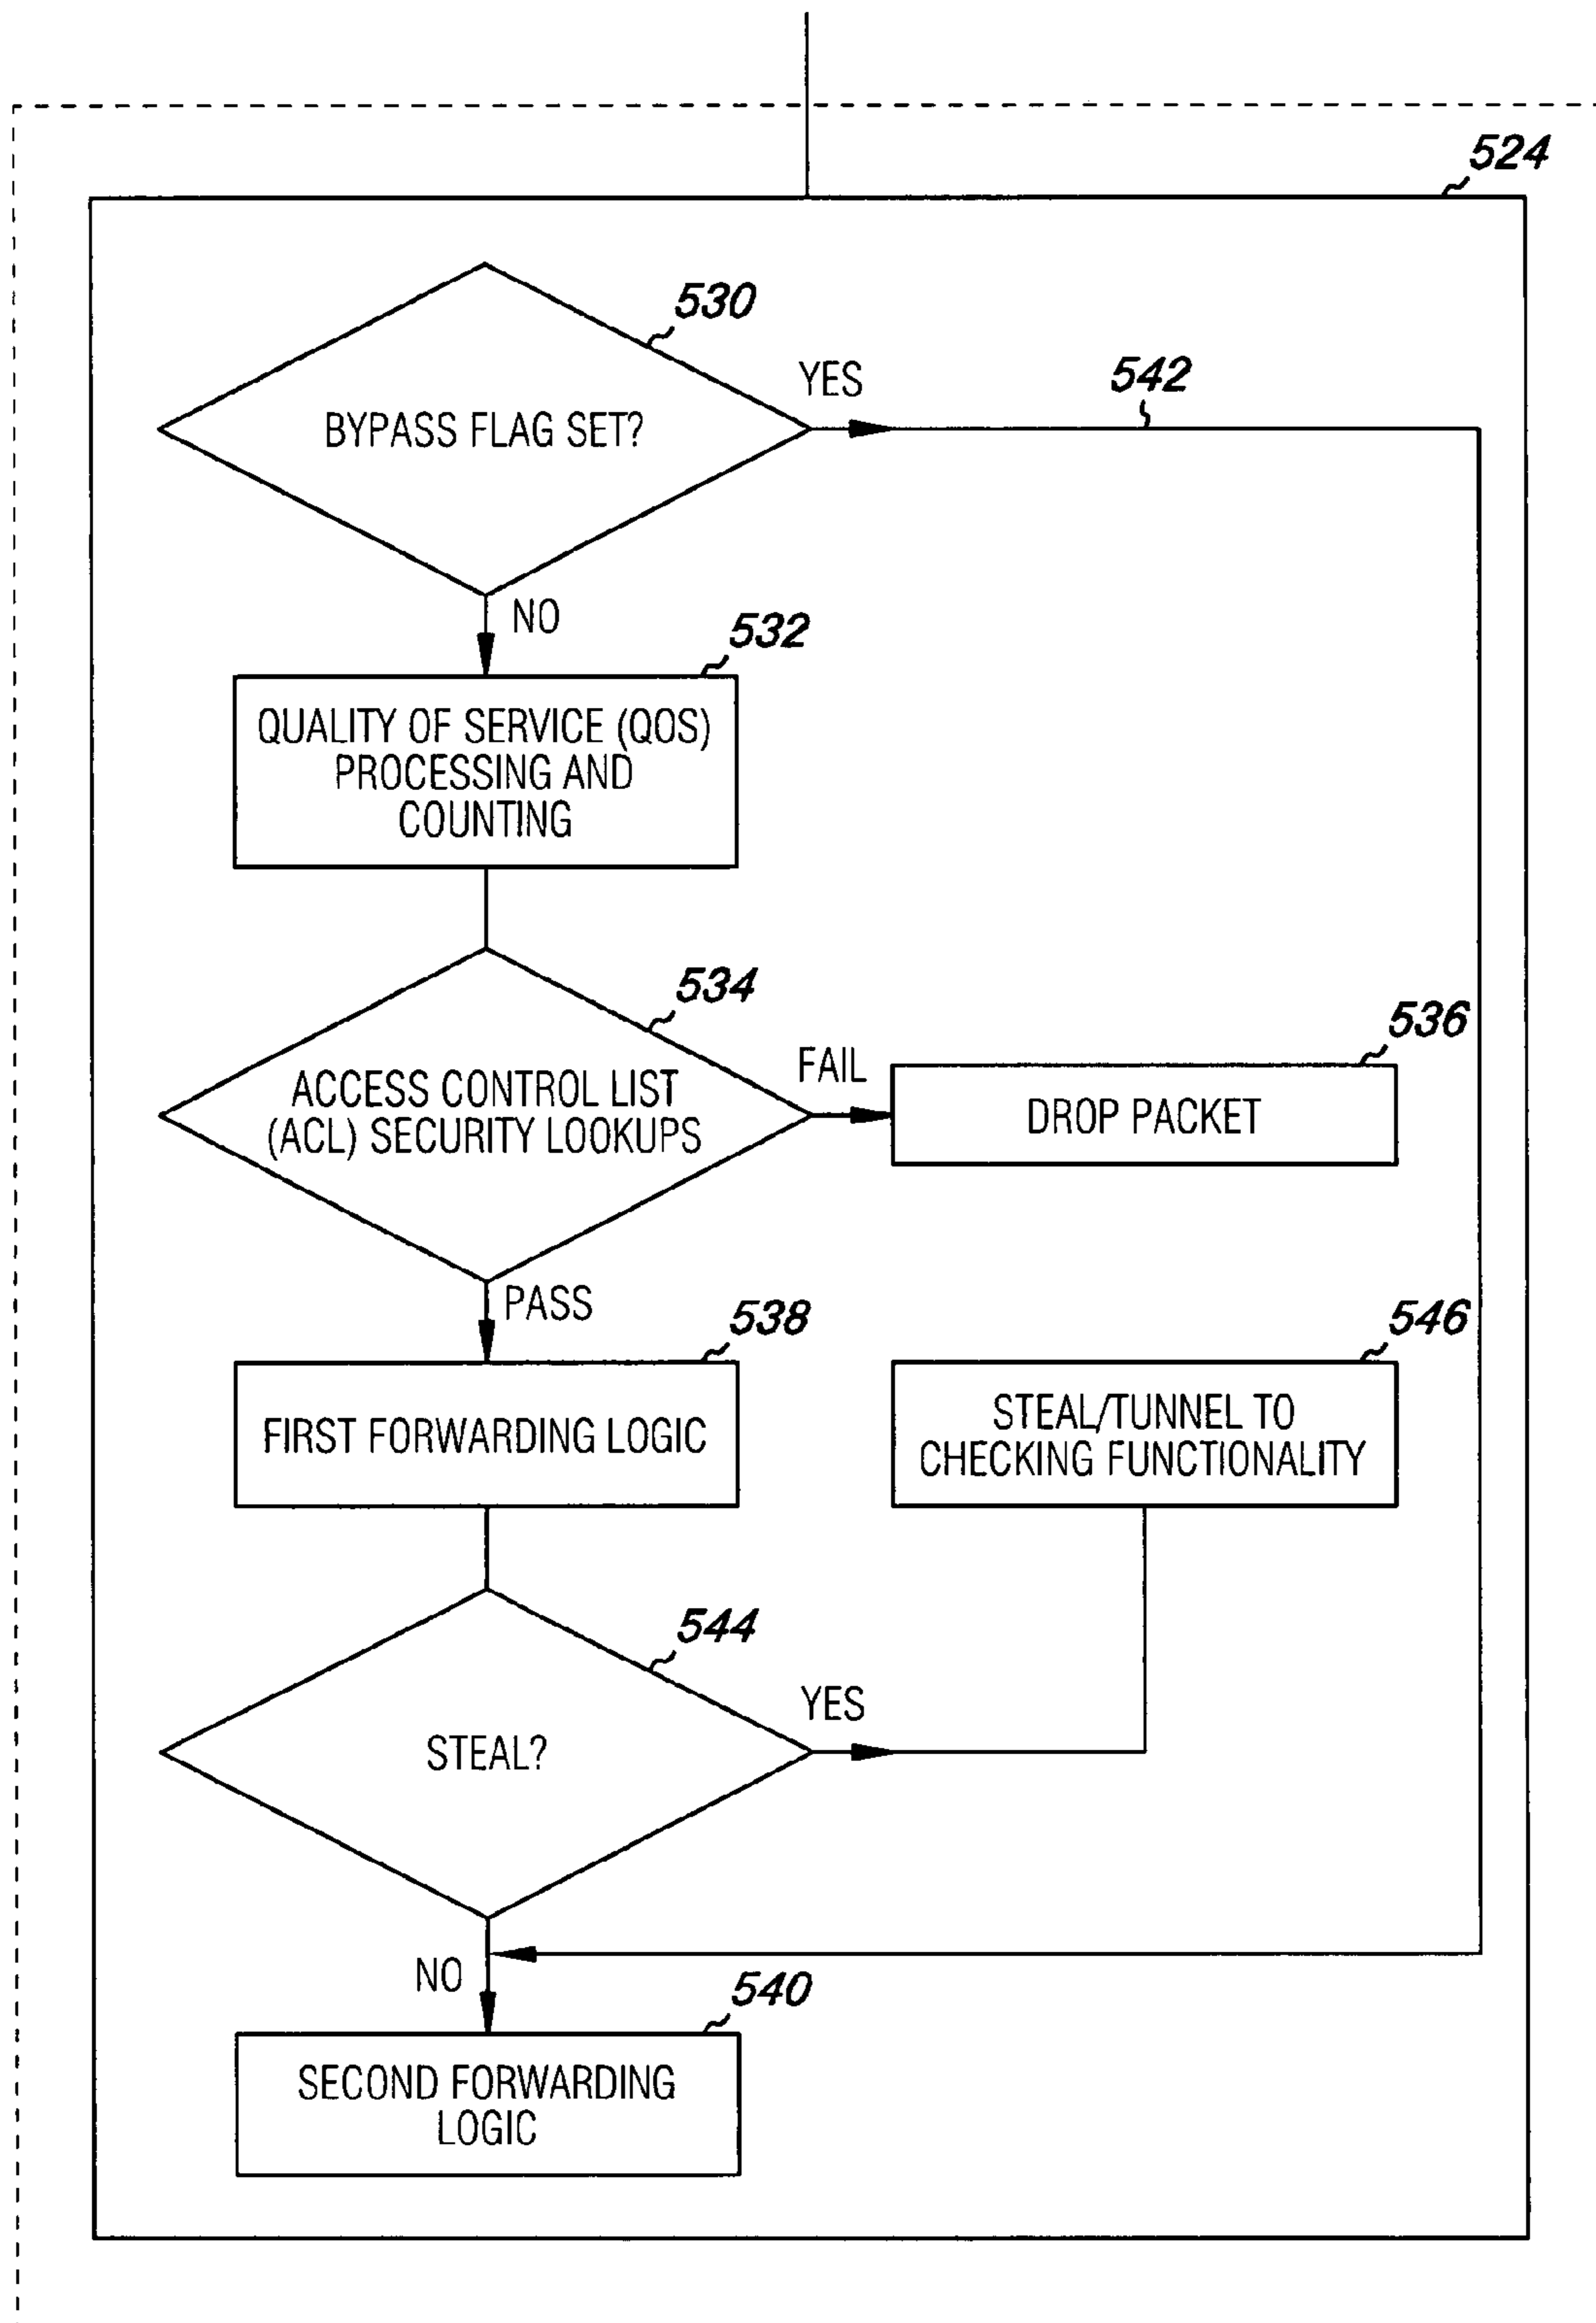 524
530
YES
542
BYPASS FLAG SET?
NO
532
QUALITY OF SERVICE (QOS)
PROCESSING AND
COUNTING
534
FAIL
536
ACCESS CONTROL LIST
(ACL) SECURITY LOOKUPS
DROP PACKET
PASS
538
546
FIRST FORWARDING LOGIC
STEAL/TUNNEL TO
CHECKING FUNCTIONALITY
544
YES
STEAL?
NO
540
SECOND FORWARDING
LOGIC